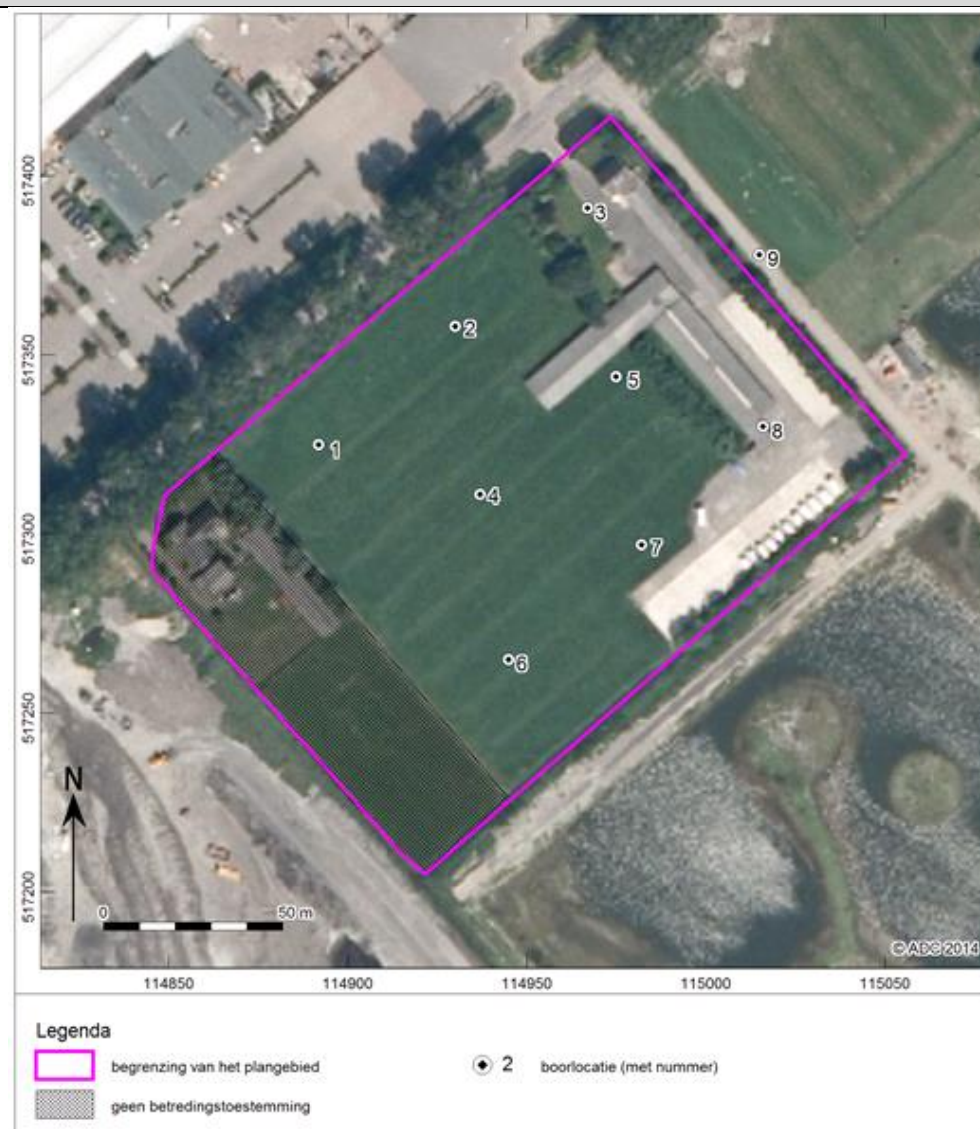 517400
3
9
2
517350
5
8
1
4
517300
7
6
517250
N
517200
0 50 m
© ADC 2014
114850 114900 114950 115000 115050
Legenda
begrenzing van het plangebied
2 boorlocatie (met nummer)
geen betredingstoestemming